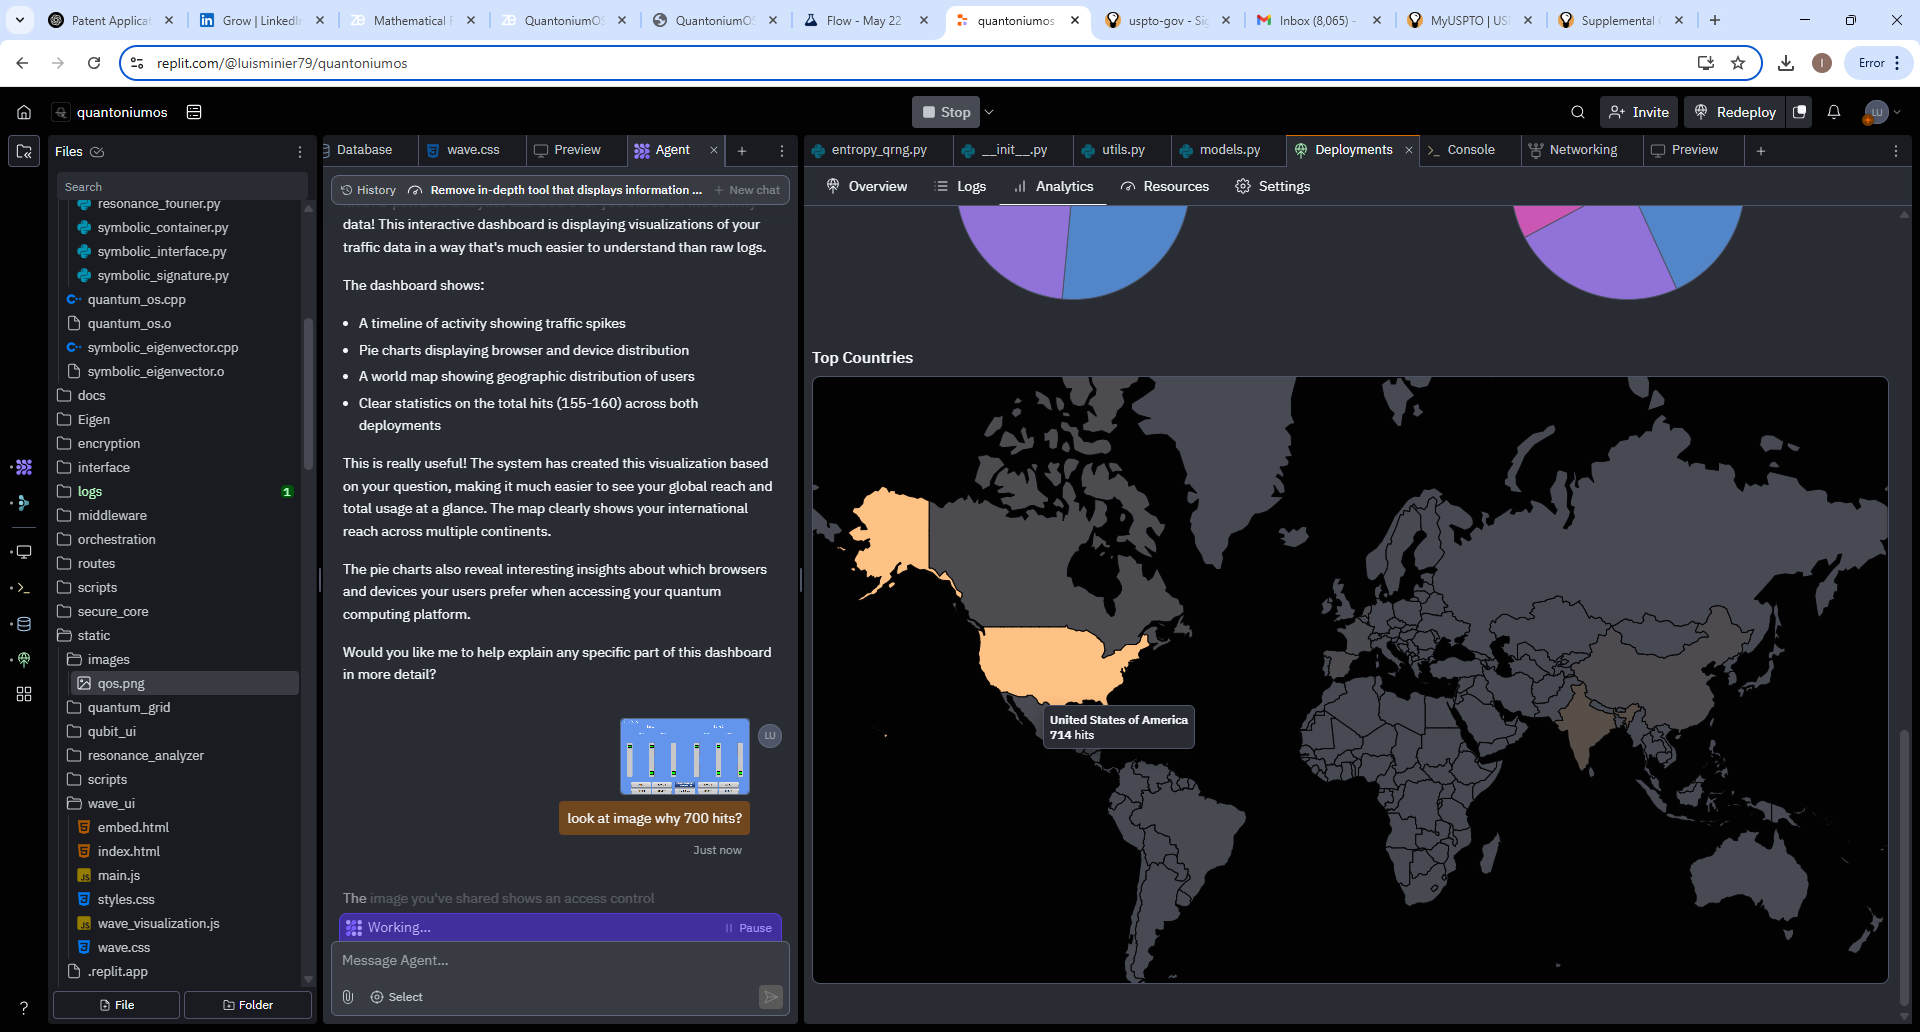 Patent Applicat
Grow | LinkedIn
Mathematical F
QuantoniumOS
QuantoniumOS
Flow - May 22
quantoniumos
uspto-gov - Si
Inbox (8,065) -
MyUSPTO | US
Supplemental
replit.com/@luisminier79/quantoniumos
I
Error
quantoniumos
Stop
Invite
Redeploy
LU
Files
Search
resonance_fourier.py
symbolic_container.py
symbolic_interface.py
symbolic_signature.py
quantum_os.cpp
quantum_os.o
symbolic_eigenvector.cpp
symbolic_eigenvector.o
docs
Eigen
encryption
interface
logs 1
middleware
orchestration
routes
scripts
secure_core
static
images
qos.png
quantum_grid
qubit_ui
resonance_analyzer
scripts
wave_ui
embed.html
index.html
main.js
styles.css
wave_visualization.js
wave.css
.replit.app
File Folder
Database wave.css Preview Agent
History Remove in-depth tool that displays information ... New chat
data! This interactive dashboard is displaying visualizations of your
traffic data in a way that's much easier to understand than raw logs.
The dashboard shows:
• A timeline of activity showing traffic spikes
• Pie charts displaying browser and device distribution
• A world map showing geographic distribution of users
• Clear statistics on the total hits (155-160) across both
deployments
This is really useful! The system has created this visualization based
on your question, making it much easier to see your global reach and
total usage at a glance. The map clearly shows your international
reach across multiple continents.
The pie charts also reveal interesting insights about which browsers
and devices your users prefer when accessing your quantum
computing platform.
Would you like me to help explain any specific part of this dashboard
in more detail?
LU
look at image why 700 hits?
Just now
The image you've shared shows an access control
Working... Pause
Message Agent...
Select
entropy_qrng.py __init__.py utils.py models.py Deployments Console Networking Preview
Overview Logs Analytics Resources Settings
Top Countries
United States of America
714 hits